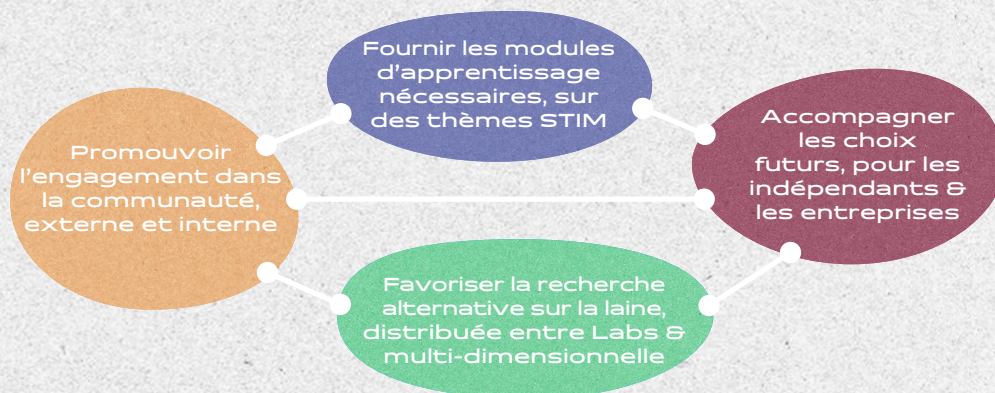 Fournir les modules
d'apprentissage
nécessaires, sur
des thèmes STIM
Promouvoir
l'engagement dans
la communauté,
externe et interne
Accompagner
les choix
futurs, pour les
indépendants &
les entreprises
Favoriser la recherche
alternative sur la laine,
distribuée entre Labs &
multi-dimensionnelle